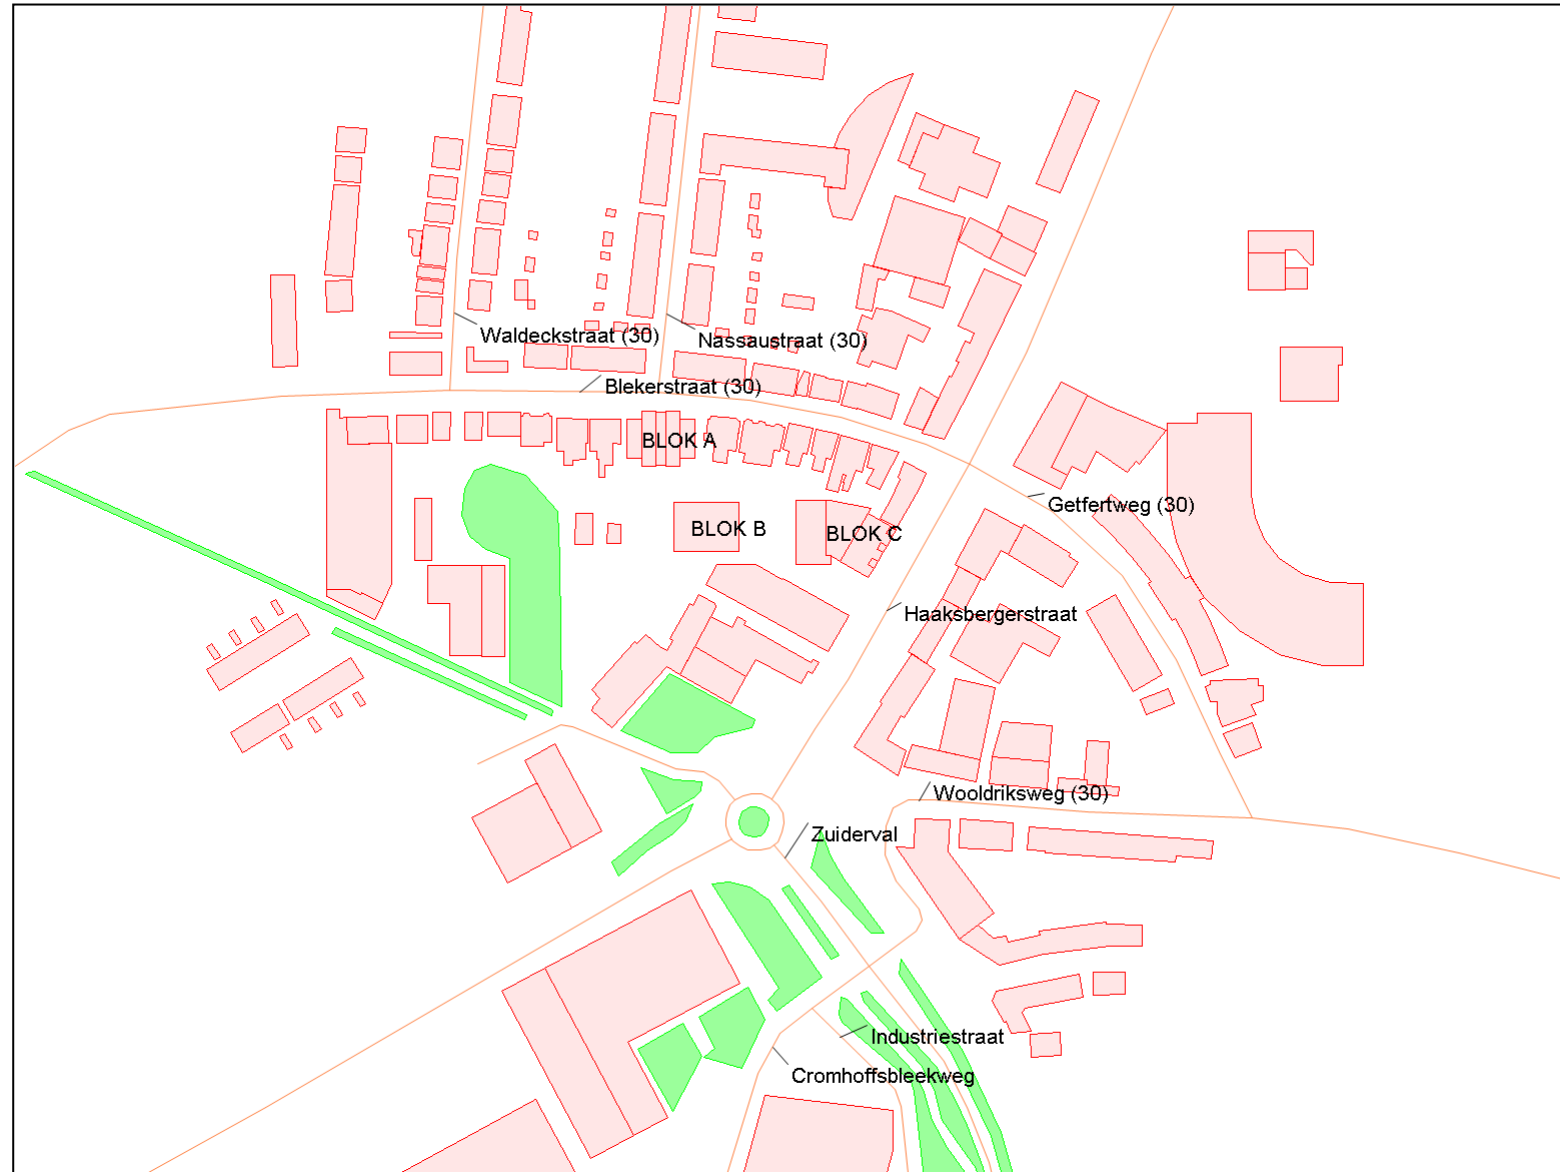 Waldeckstraat (30)
Nassaustraat (30)
Blekerstraat (30)
BLOK A
Getfertweg (30)
BLOK B
BLOK C
Haaksbergerstraat
Wooldriksweg (30)
Zuiderval
Industriestraat
Cromhoffsbleekweg